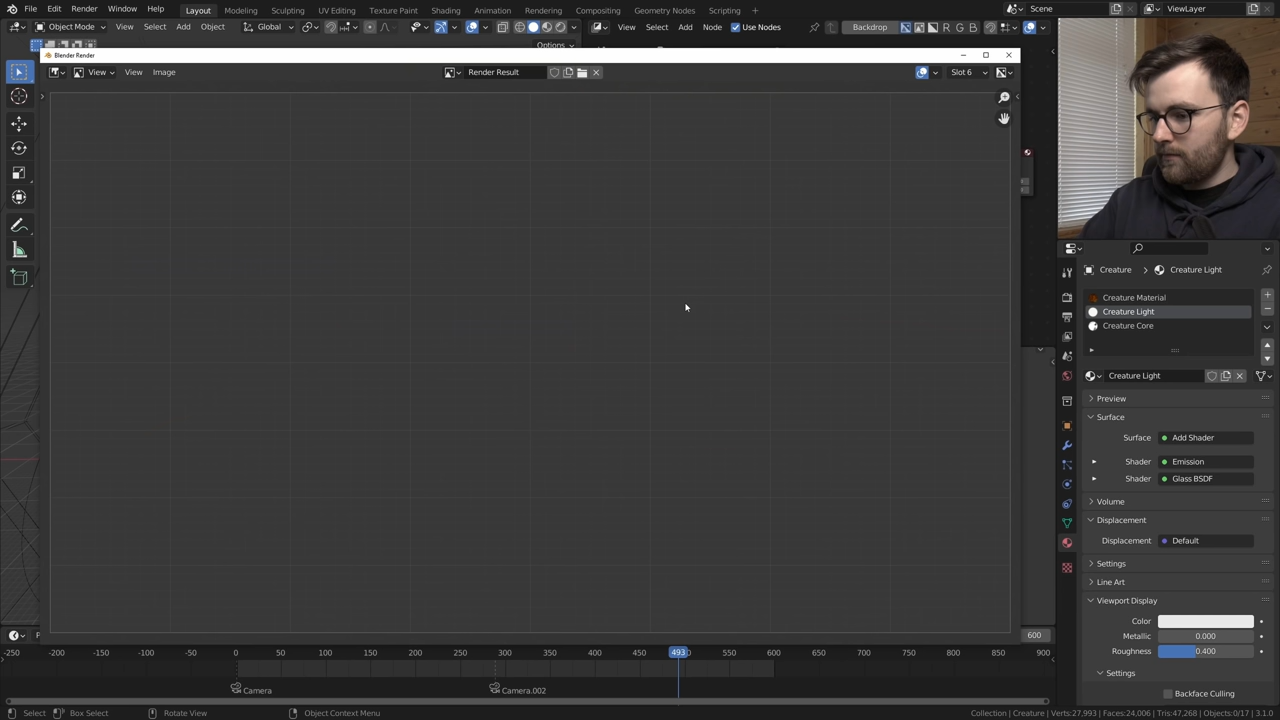 File Edit Render Window Help Layout Modeling Sculpting UV Editing Texture Paint Shading Animation Rendering Compositing Geometry Nodes Scripting + Scene ViewLayer
Object View Select Add Object Global View Select Add Node Use Nodes Backdrop R G B
Options
Blender Render
View View Image Render Result Slot 6
Creature Creature Light
Creature Material
Creature Light
Creature Core
Creature Light
Preview
Surface
Surface Add Shader
Shader Emission
Shader Glass BSDF
Volume
Displacement
Displacement Default
Settings
Line Art
Viewport Display
Color
Metallic 0.000
Roughness 0.400
Settings
Backface Culling
600
-250 -200 -150 -100 -50 0 50 100 150 200 250 300 350 400 450 493 550 600 650 700 750 800 850 900
Camera Camera.002
Select Box Select Rotate View Object Context Menu Collection | Creature | Verts:27,993 | Faces:24,006 | Tris:47,268 | Objects:0/17 | 3.1.0